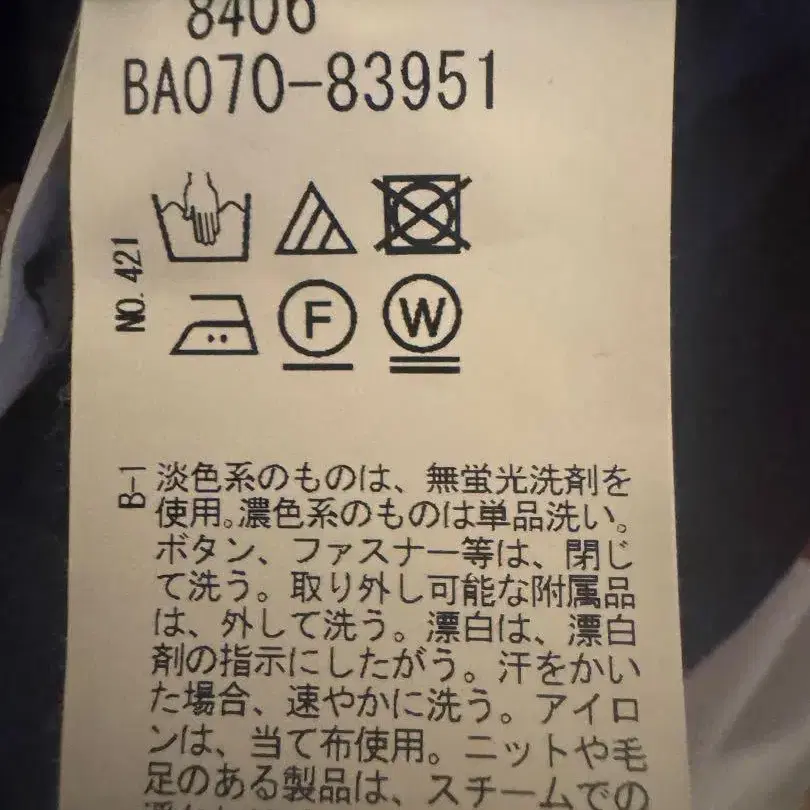 8406
BA070-83951
NO. 421
F W
B-1
淡色系のものは、無蛍光洗剤を
使用。濃色系のものは単品洗い。
ボタン、ファスナー等は、閉じ
て洗う。取り外し可能な附属品
は、外して洗う。漂白は、漂白
剤の指示にしたがう。汗をかい
た場合、速やかに洗う。アイロ
ンは、当て布使用。ニットや毛
足のある製品は、スチームでの